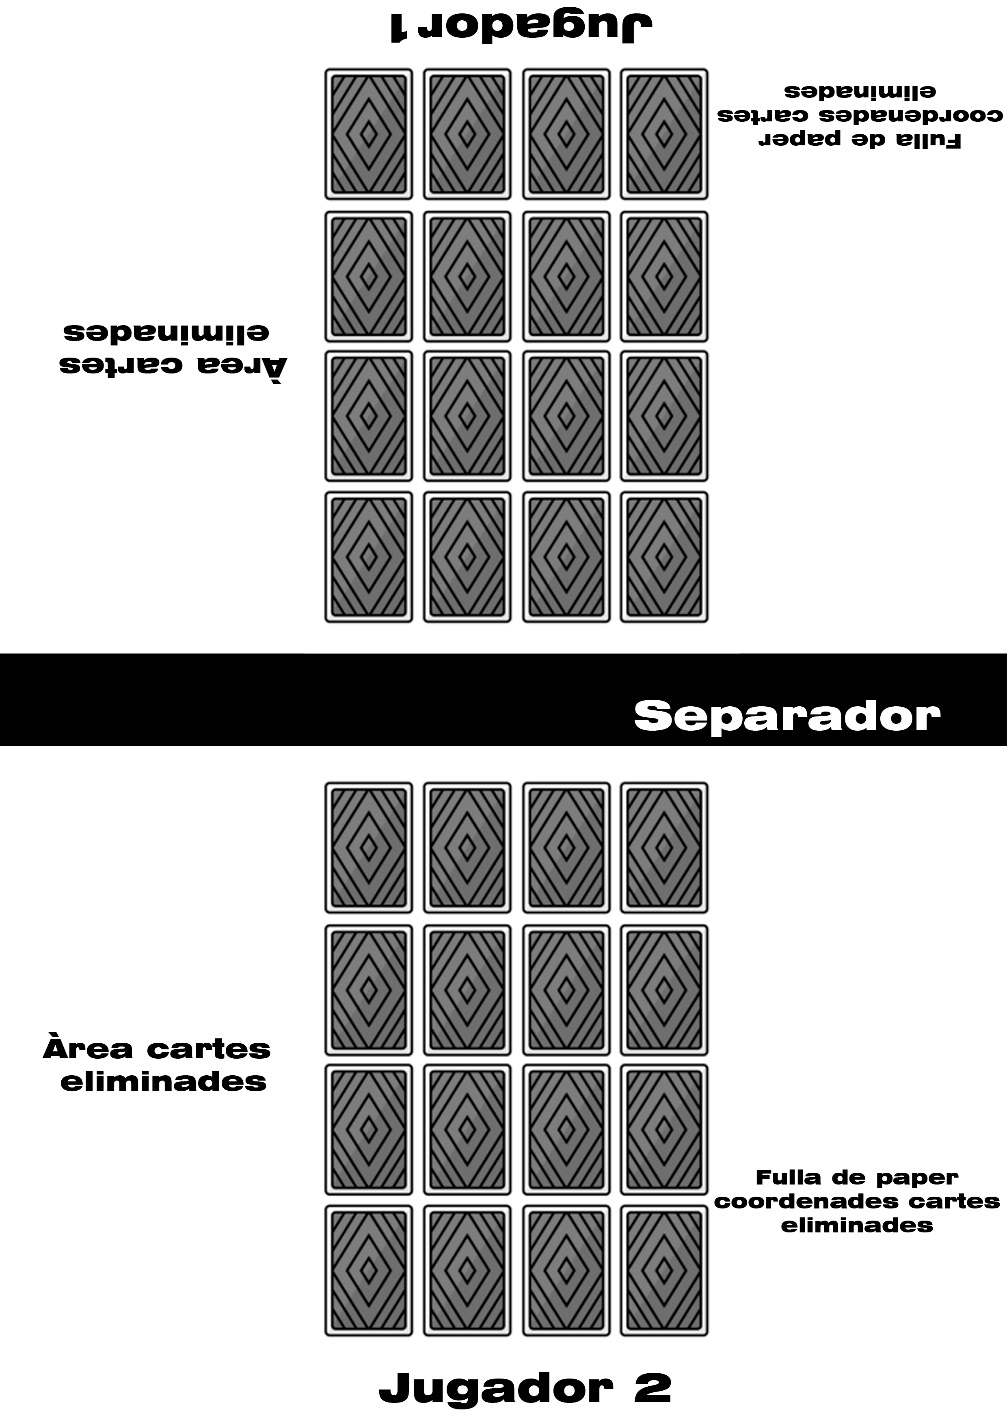 Jugador 1
Fulla de paper
coordenades cartes
eliminades
Àrea cartes
eliminades
Separador
Àrea cartes
eliminades
Fulla de paper
coordenades cartes
eliminades
Jugador 2